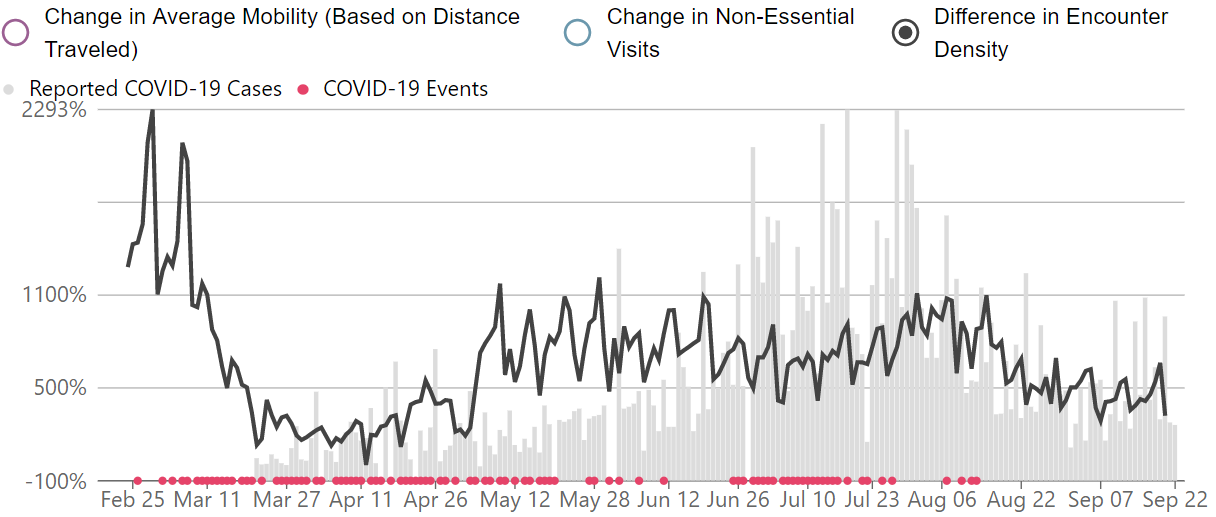 Change in Average Mobility (Based on Distance Traveled)
Change in Non-Essential Visits
Difference in Encounter Density
Reported COVID-19 Cases
COVID-19 Events
2293%
1100%
500%
-100%
Feb 25
Mar 11
Mar 27
Apr 11
Apr 26
May 12
May 28
Jun 12
Jun 26
Jul 10
Jul 23
Aug 06
Aug 22
Sep 07
Sep 22